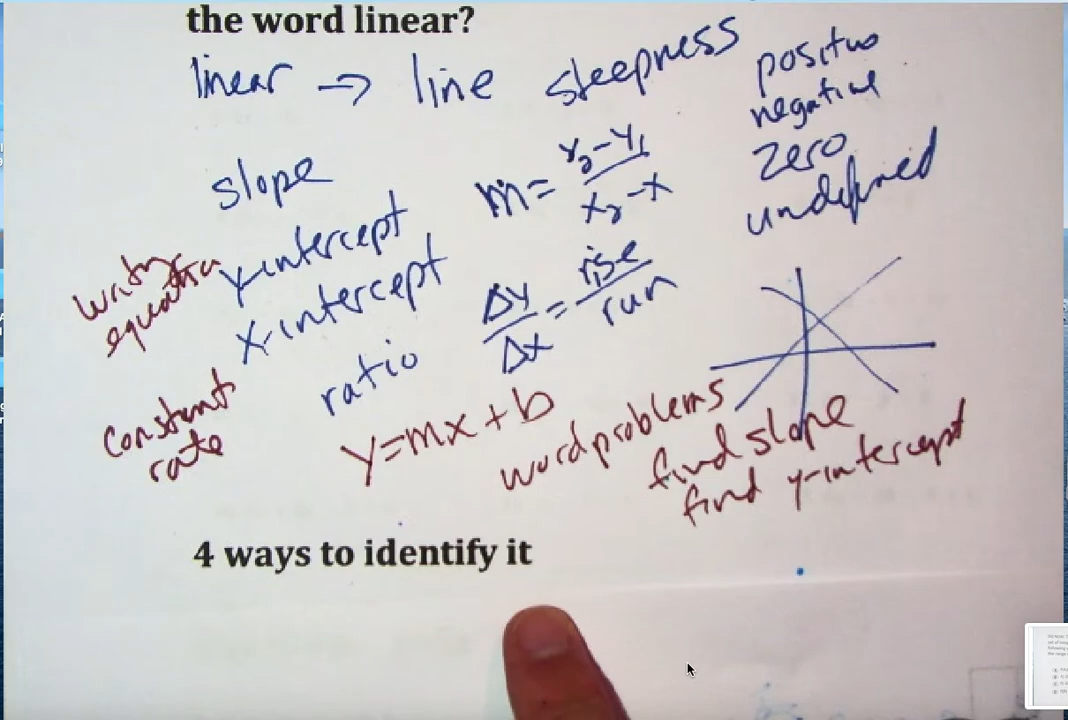 the word linear?
linear → line steepness
positive
negative
zero
undefined
slope
m = y₂-y₁/x₂-x
y-intercept
x-intercept
Δy/Δx = rise/run
ratio
writing
equation
constant
rate
y=mx+b
word problems
find slope
find y-intercept
4 ways to identify it